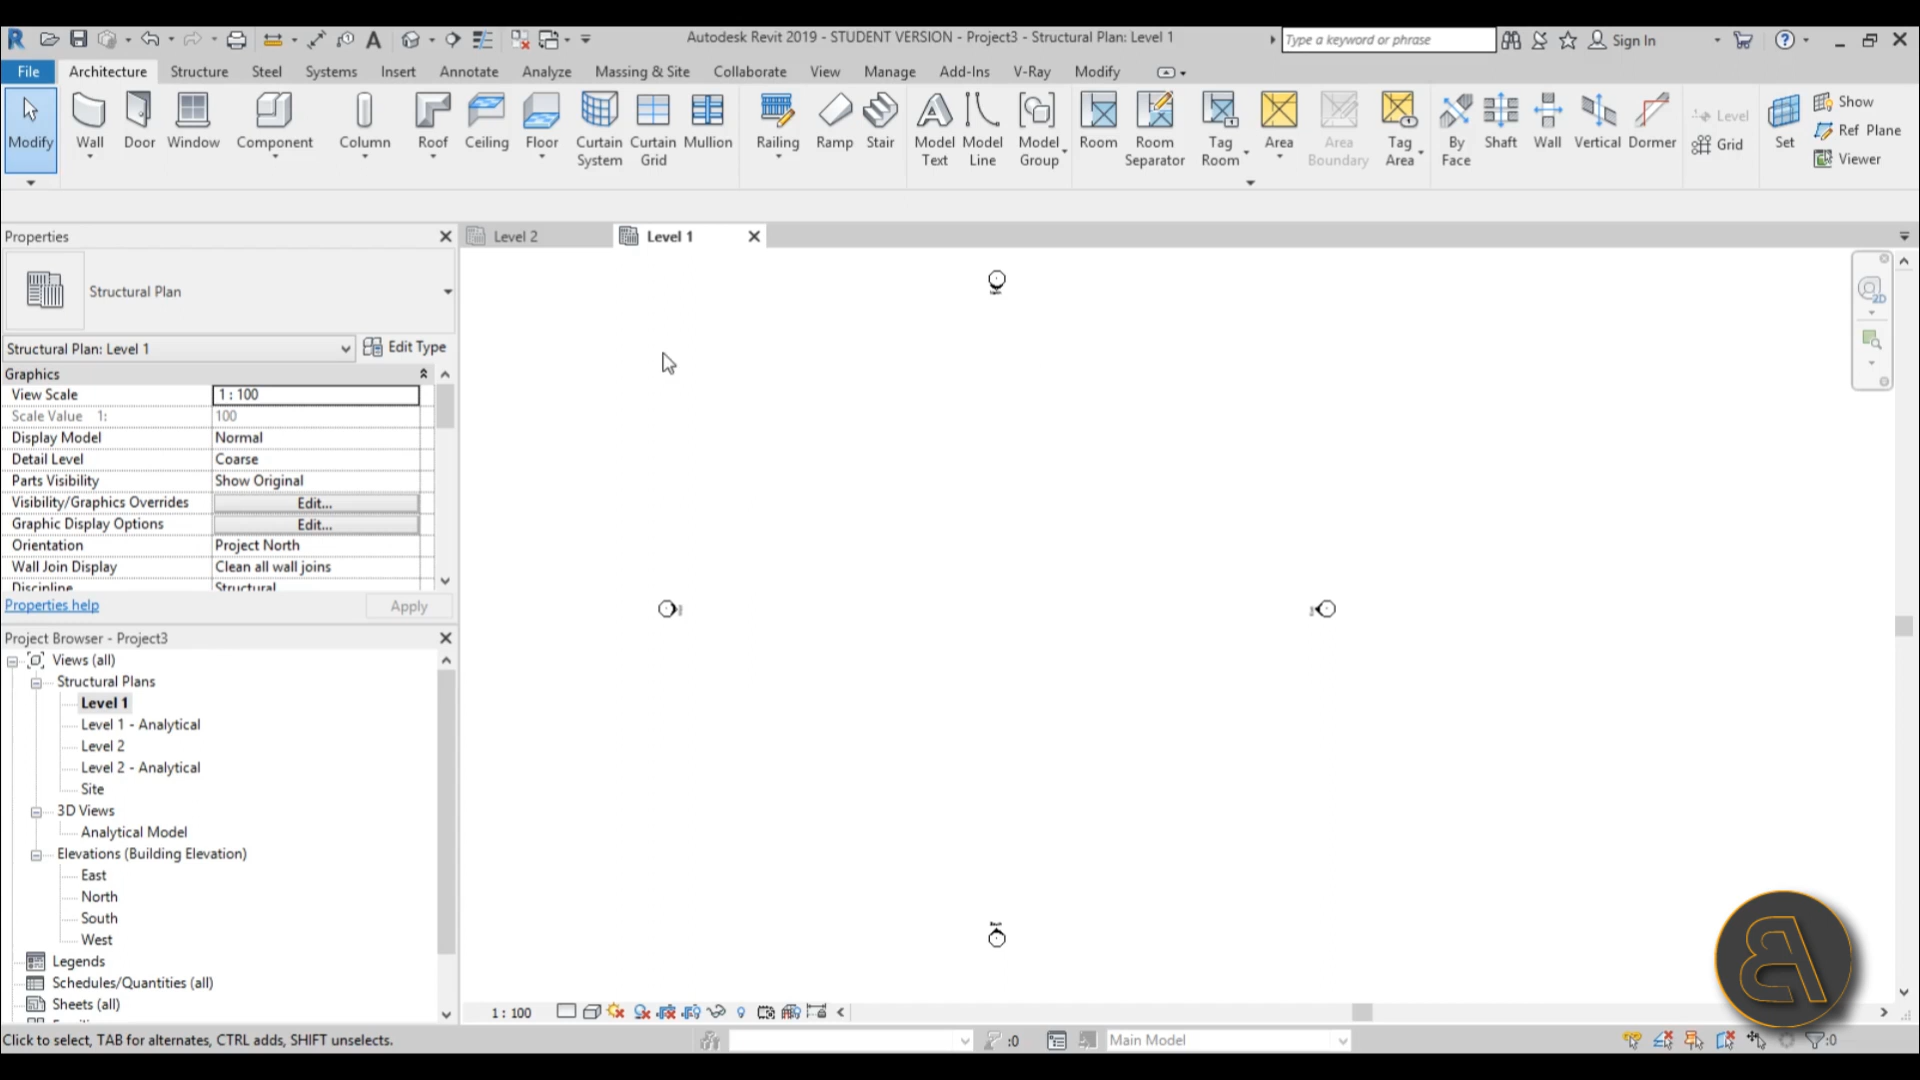 Autodesk Revit 2019 - STUDENT VERSION - Project3 - Structural Plan: Level 1
Type a keyword or phrase
Sign In
File Architecture Structure Steel Systems Insert Annotate Analyze Massing & Site Collaborate View Manage Add-Ins V-Ray Modify
Modify Wall Door Window Component Column Roof Ceiling Floor Curtain System Curtain Grid Mullion Railing Ramp Stair Model Text Model Line Model Group Room Room Separator Tag Room Area Area Boundary Tag Area By Face Shaft Wall Vertical Dormer Level Grid Set Show Ref Plane Viewer
Properties
Level 2
Level 1
Structural Plan
Structural Plan: Level 1
Edit Type
Graphics
View Scale 1 : 100
Scale Value 1: 100
Display Model Normal
Detail Level Coarse
Parts Visibility Show Original
Visibility/Graphics Overrides Edit...
Graphic Display Options Edit...
Orientation Project North
Wall Join Display Clean all wall joins
Discipline Structural
Properties help
Apply
Project Browser - Project3
Views (all)
Structural Plans
Level 1
Level 1 - Analytical
Level 2
Level 2 - Analytical
Site
3D Views
Analytical Model
Elevations (Building Elevation)
East
North
South
West
Legends
Schedules/Quantities (all)
Sheets (all)
1 : 100
Click to select, TAB for alternates, CTRL adds, SHIFT unselects.
:0
Main Model
:0